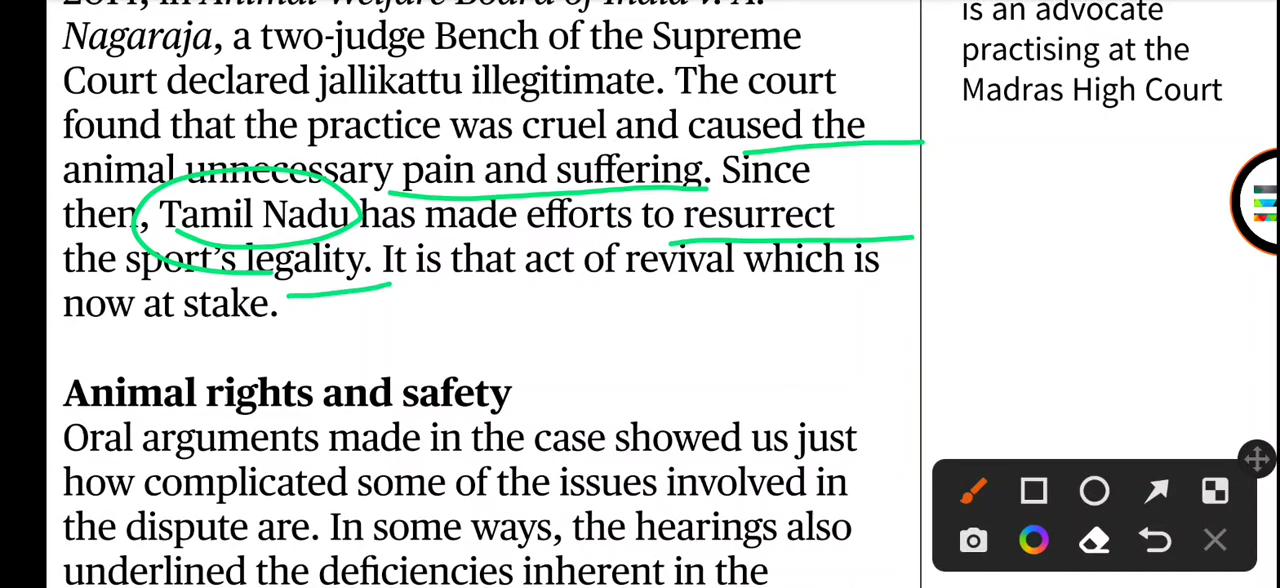 Nagaraja, a two-judge Bench of the Supreme
Court declared jallikattu illegitimate. The court
found that the practice was cruel and caused the
animal unnecessary pain and suffering. Since
then, Tamil Nadu has made efforts to resurrect
the sport's legality. It is that act of revival which is
now at stake.
Animal rights and safety
Oral arguments made in the case showed us just
how complicated some of the issues involved in
the dispute are. In some ways, the hearings also
underlined the deficiencies inherent in the
is an advocate
practising at the
Madras High Court